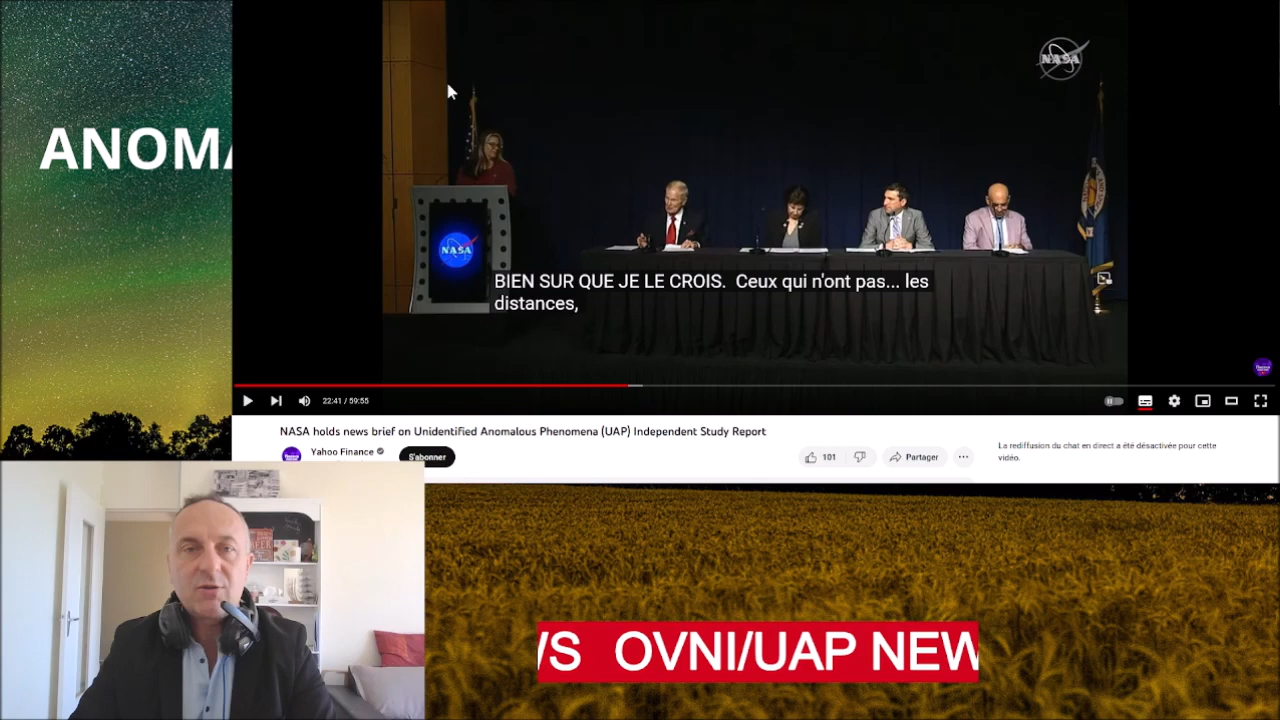 NASA
ANOMA
NASA
BIEN SUR QUE JE LE CROIS.  Ceux qui n'ont pas... les
distances,
22:41 / 59:55
NASA holds news brief on Unidentified Anomalous Phenomena (UAP) Independent Study Report
Yahoo Finance
S'abonner
101
Partager
La rediffusion du chat en direct a été désactivée pour cette
vidéo.
WS OVNI/UAP NEW